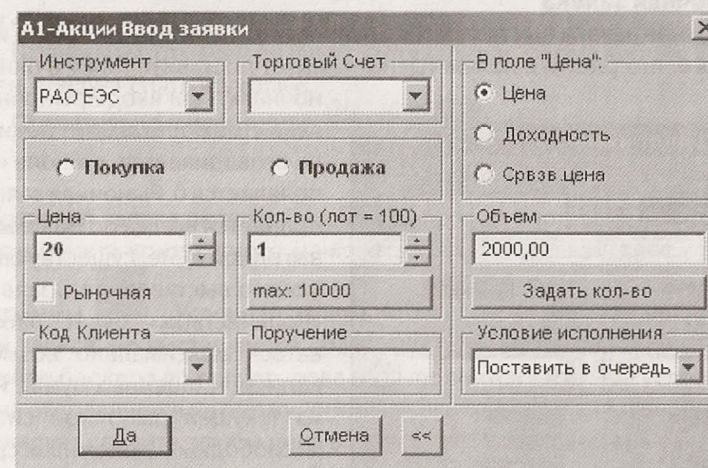 А1-Акции Ввод заявки
Инструмент
Торговый Счет
В поле "Цена":
РАО ЕЭС
Цена
Доходность
Покупка
Продажа
Срвзв.цена
Цена
Кол-во (лот = 100)
Объем
20
1
2000,00
Рыночная
max: 10000
Задать кол-во
Код Клиента
Поручение
Условие исполнения
Поставить в очередь
Да
Отмена
<<